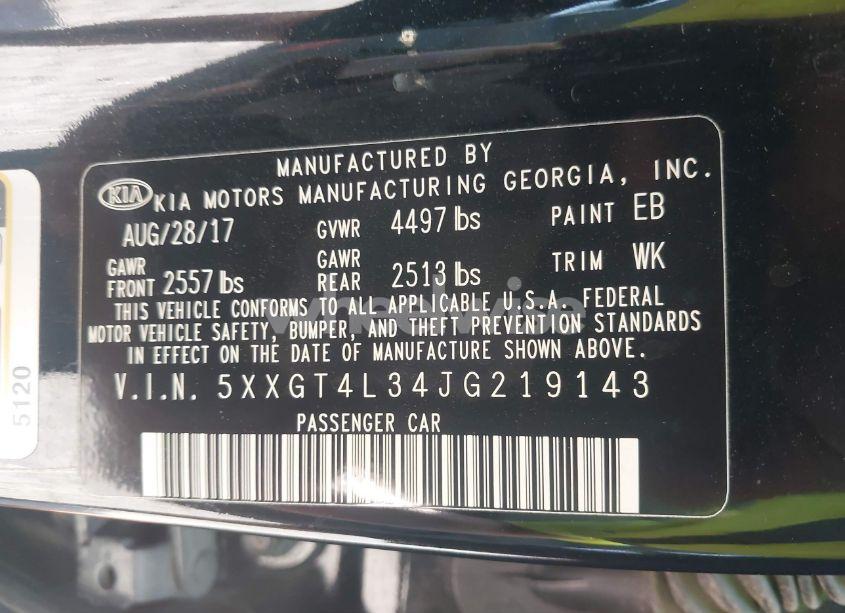 MANUFACTURED BY
KIA KIA MOTORS MANUFACTURING GEORGIA, INC.
AUG/28/17 GVWR 4497 lbs PAINT EB
GAWR FRONT 2557 lbs GAWR REAR 2513 lbs TRIM WK
THIS VEHICLE CONFORMS TO ALL APPLICABLE U.S.A. FEDERAL
MOTOR VEHICLE SAFETY, BUMPER, AND THEFT PREVENTION STANDARDS
IN EFFECT ON THE DATE OF MANUFACTURE SHOWN ABOVE.
V.I.N. 5XXGT4L34JG219143
PASSENGER CAR
5120
wheelwise